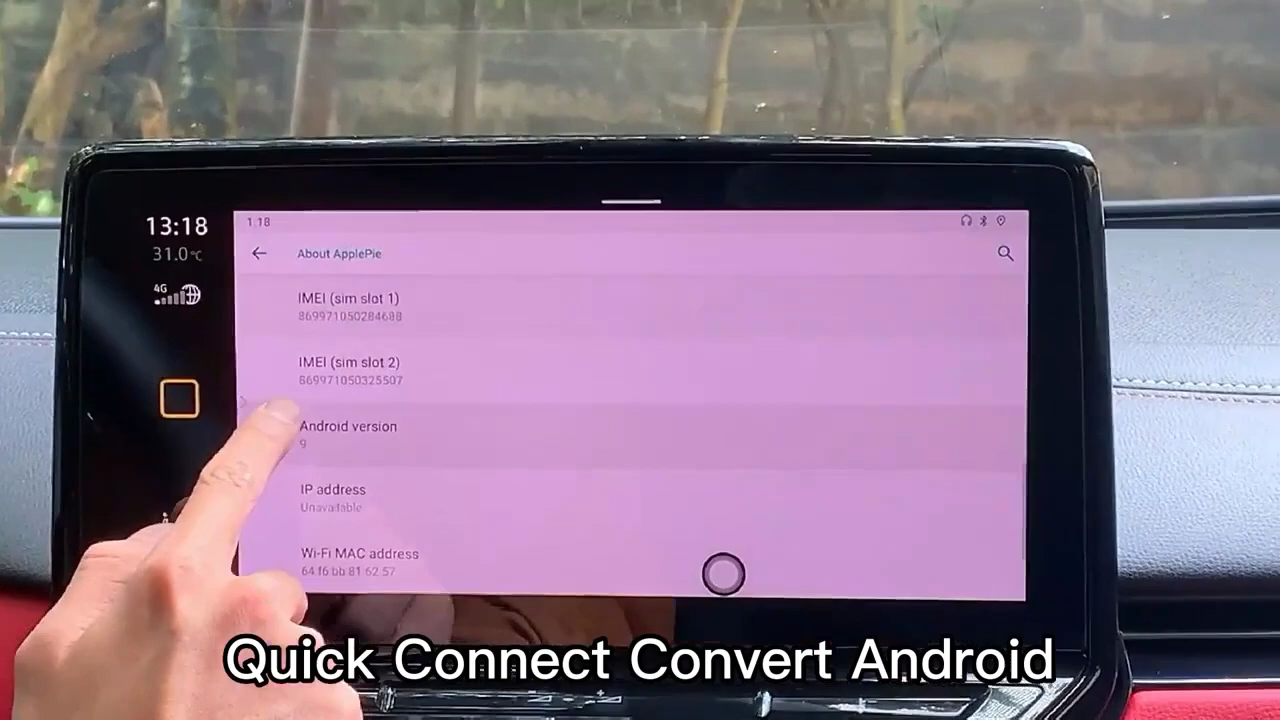 13:18
31.0℃
4G
1:18
About ApplePie
IMEI (sim slot 1)
869971050284688
IMEI (sim slot 2)
869971050325507
Android version
9
IP address
Unavailable
Wi-Fi MAC address
64:f6:bb:81:62:57
Quick Connect Convert Android